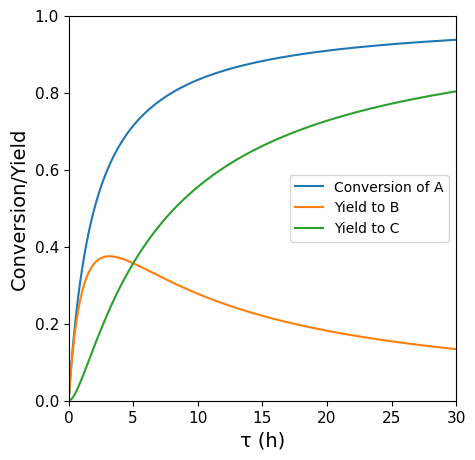 1.0
0.8
0.6
0.4
0.2
0.0
Conversion/Yield
Conversion of A
Yield to B
Yield to C
0 5 10 15 20 25 30
τ (h)